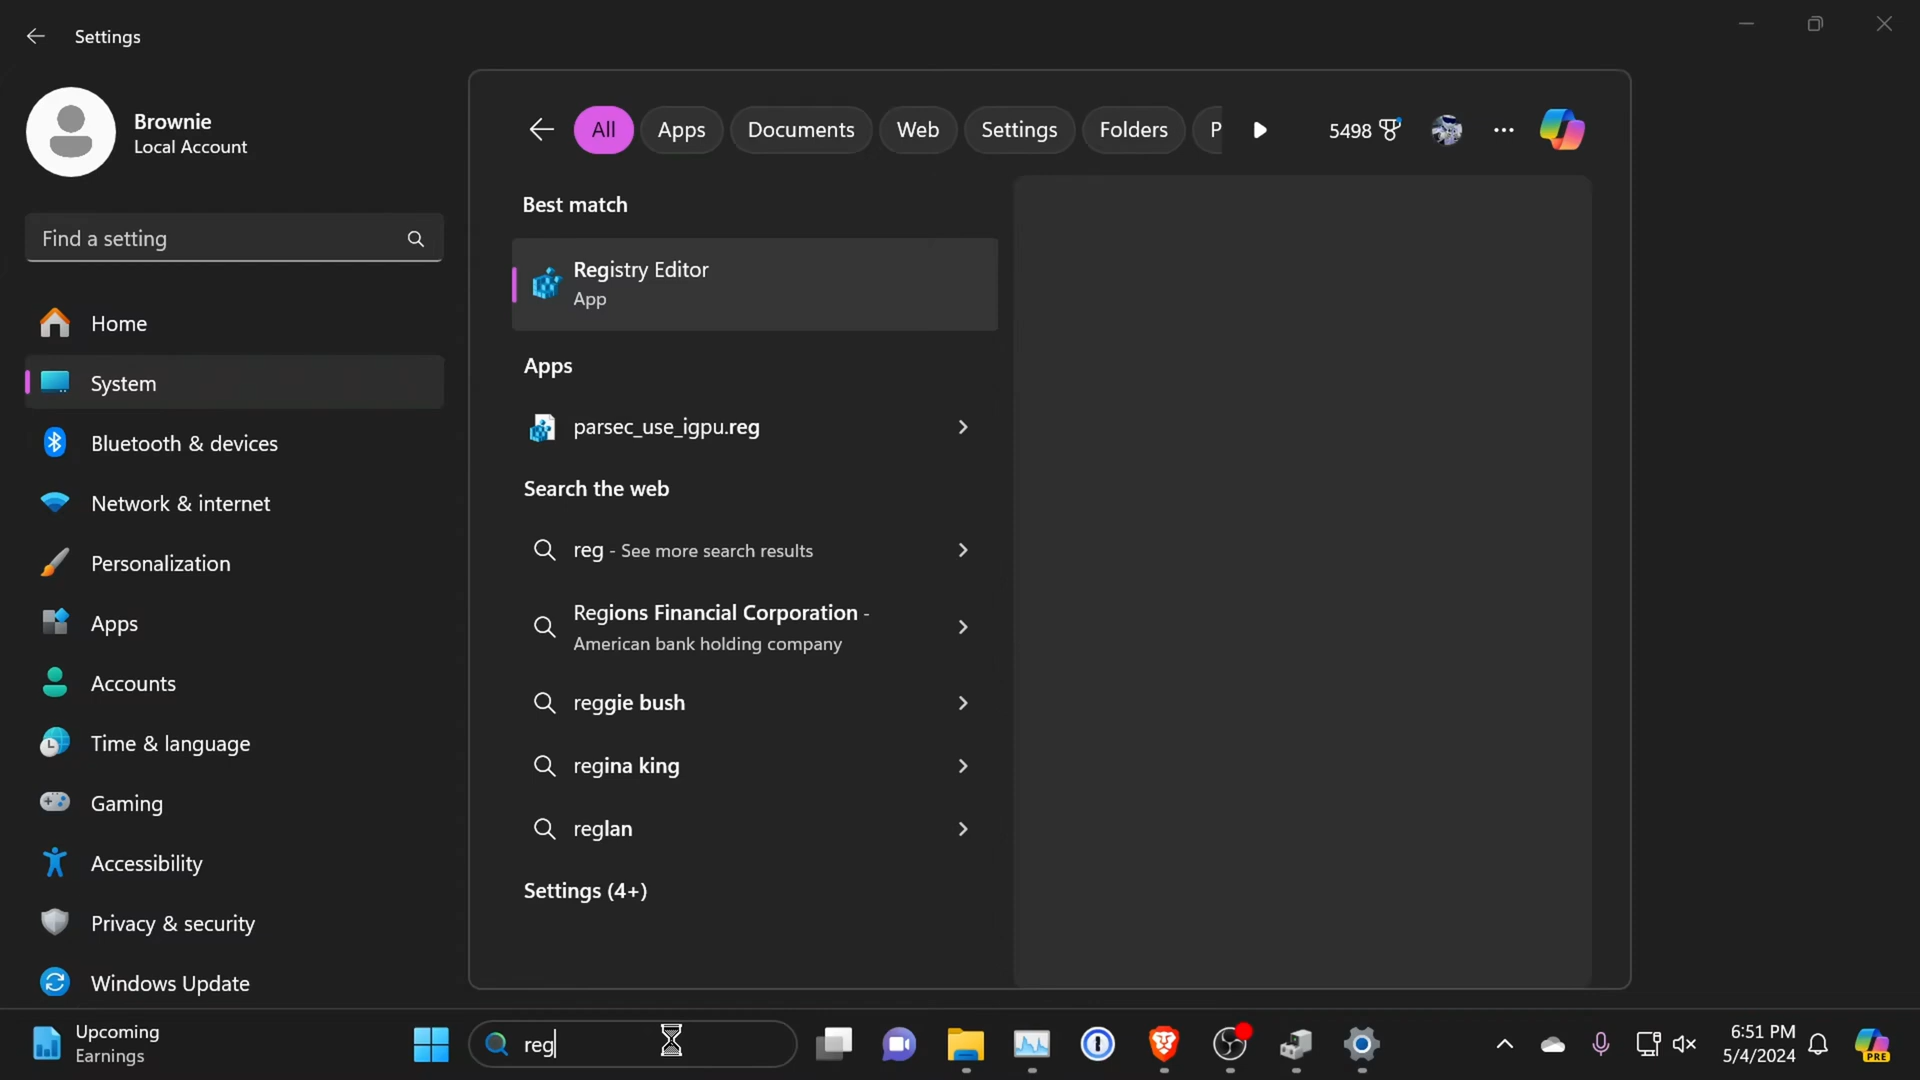 Settings
Brownie
Local Account
Find a setting
Home
System
Bluetooth & devices
Network & internet
Personalization
Apps
Accounts
Time & language
Gaming
Accessibility
Privacy & security
Windows Update
All
Apps
Documents
Web
Settings
Folders
P
5498
Best match
Registry Editor
App
Apps
parsec_use_igpu.reg
Search the web
reg - See more search results
Regions Financial Corporation -
American bank holding company
reggie bush
regina king
reglan
Settings (4+)
Upcoming
Earnings
reg
6:51 PM
5/4/2024
PRE